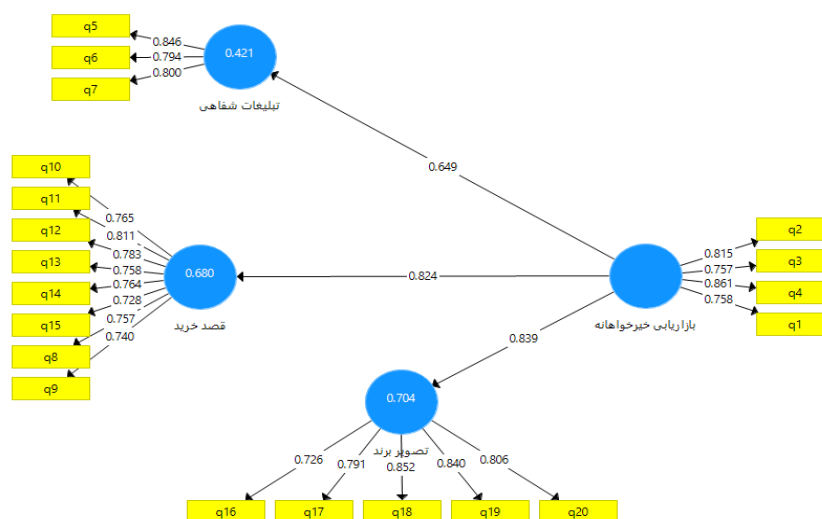 q5
0.846
q6
0.794
q7
0.800
0.421
تبلیغات شفاهی
0.649
q10
0.765
q11
0.811
q12
0.783
q13
0.758
q14
0.764
q15
0.728
q8
0.757
q9
0.740
0.680
قصد خرید
0.824
q2
0.815
q3
0.757
q4
0.861
q1
0.758
بازاریابی خیرخواهانه
0.839
0.704
تصویر برند
0.726
0.791
0.852
0.840
0.806
q16
q17
q18
q19
q20